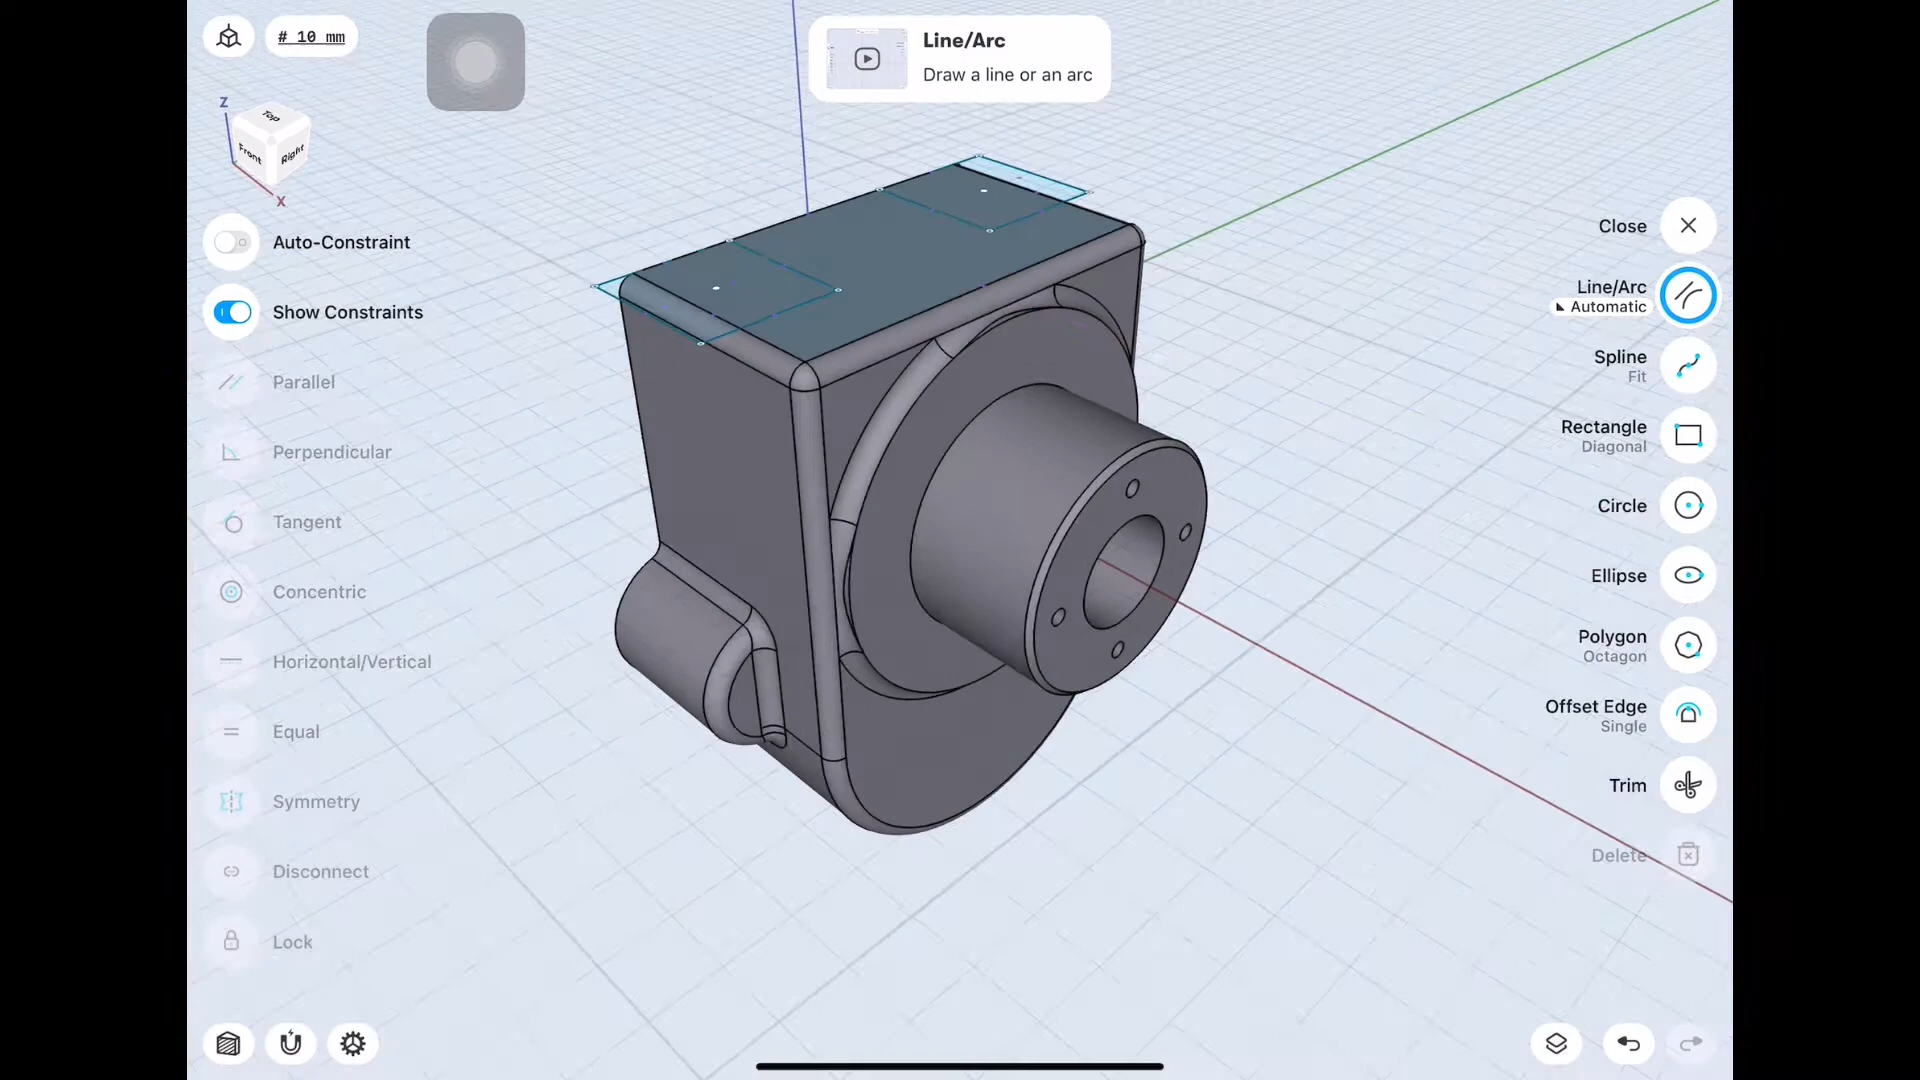 # 10 mm
Line/Arc
Draw a line or an arc
Z
Top
Front
Right
X
Auto-Constraint
Show Constraints
Parallel
Perpendicular
Tangent
Concentric
Horizontal/Vertical
Equal
Symmetry
Disconnect
Lock
Close
Line/Arc
Automatic
Spline
Fit
Rectangle
Diagonal
Circle
Ellipse
Polygon
Octagon
Offset Edge
Single
Trim
Delete